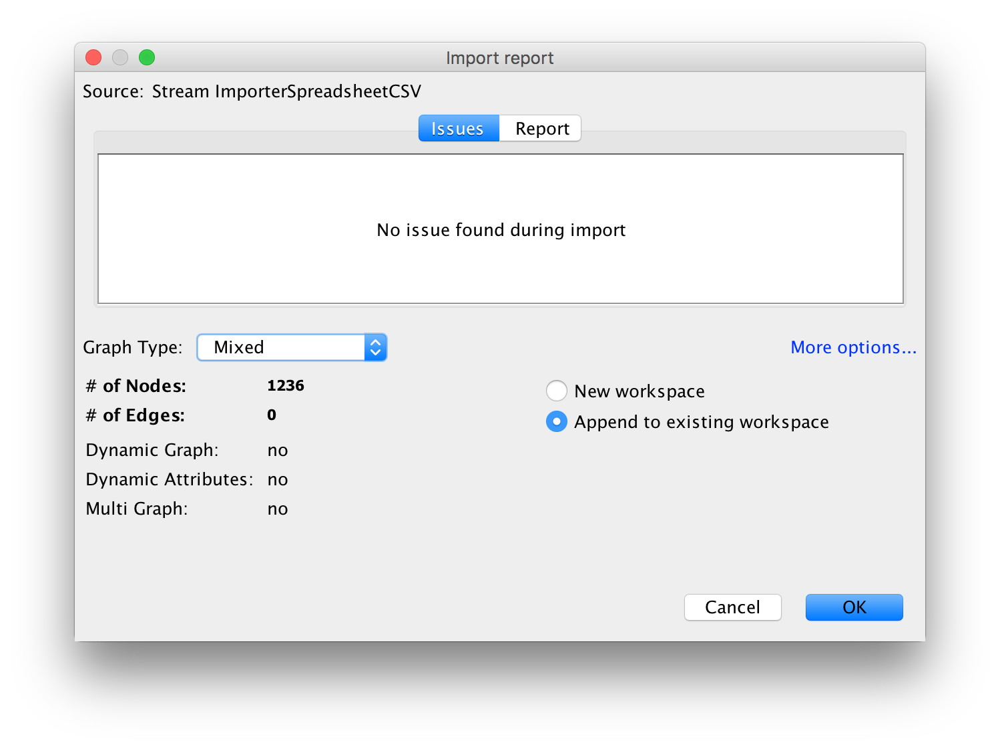 Import report
Source: Stream ImporterSpreadsheetCSV
Issues Report
No issue found during import
Graph Type: Mixed More options...
# of Nodes: 1236
# of Edges: 0
Dynamic Graph: no
Dynamic Attributes: no
Multi Graph: no
New workspace
Append to existing workspace
Cancel OK